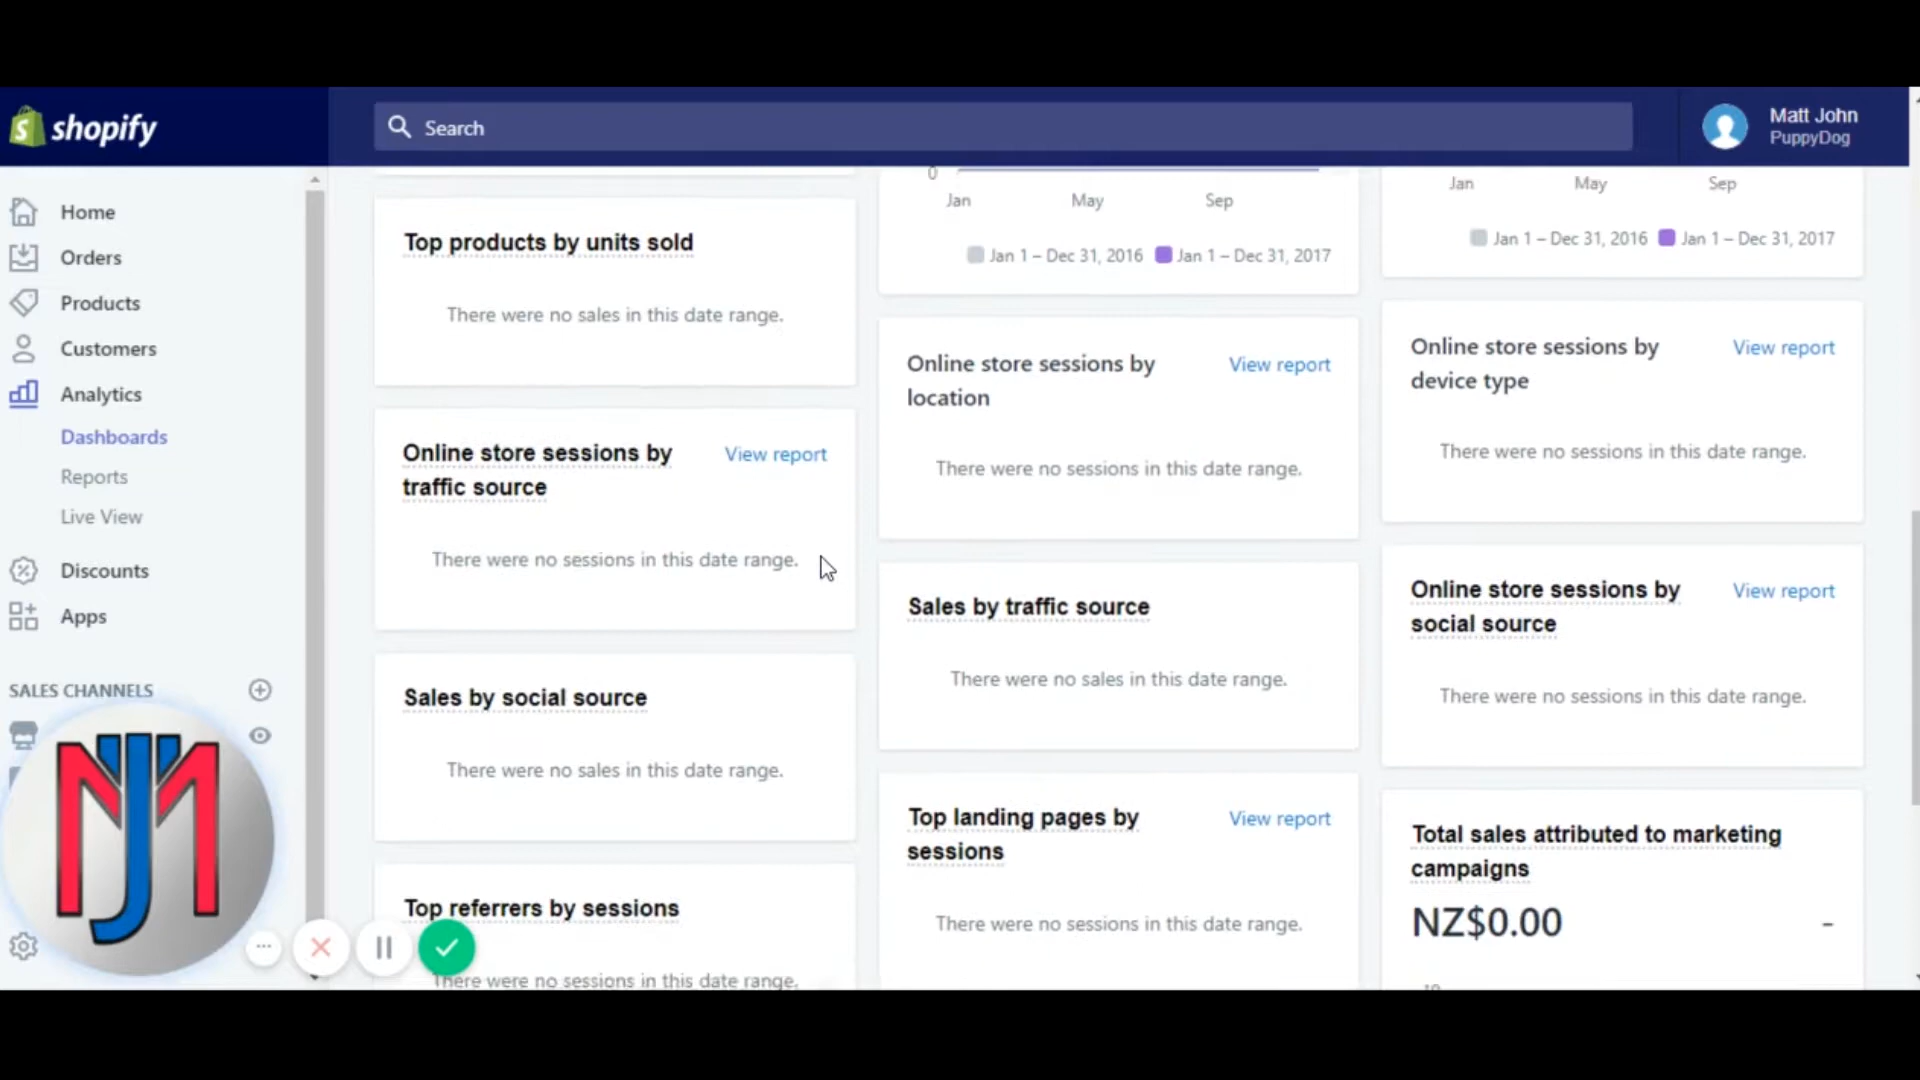 shopify
Search
Matt John
PuppyDog
Home
Orders
Products
Customers
Analytics
Dashboards
Reports
Live View
Discounts
Apps
SALES CHANNELS
Top products by units sold
There were no sales in this date range.
Online store sessions by
traffic source
View report
There were no sessions in this date range.
Sales by social source
There were no sales in this date range.
Top referrers by sessions
There were no sessions in this date range.
0
Jan May Sep
Jan 1 – Dec 31, 2016 Jan 1 – Dec 31, 2017
Online store sessions by
location
View report
There were no sessions in this date range.
Sales by traffic source
There were no sales in this date range.
Top landing pages by
sessions
View report
There were no sessions in this date range.
Jan May Sep
Jan 1 – Dec 31, 2016 Jan 1 – Dec 31, 2017
Online store sessions by
device type
View report
There were no sessions in this date range.
Online store sessions by
social source
View report
There were no sessions in this date range.
Total sales attributed to marketing
campaigns
NZ$0.00 -